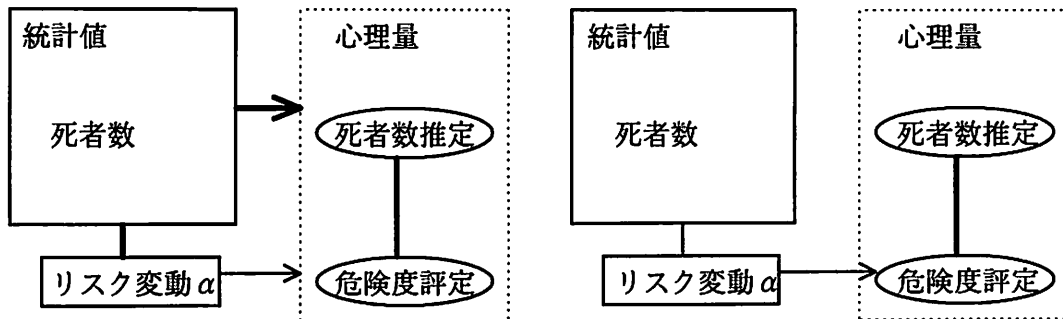 統計値
心理量
死者数
死者数推定
リスク変動α
危険度評定
統計値
心理量
死者数
死者数推定
リスク変動α
危険度評定